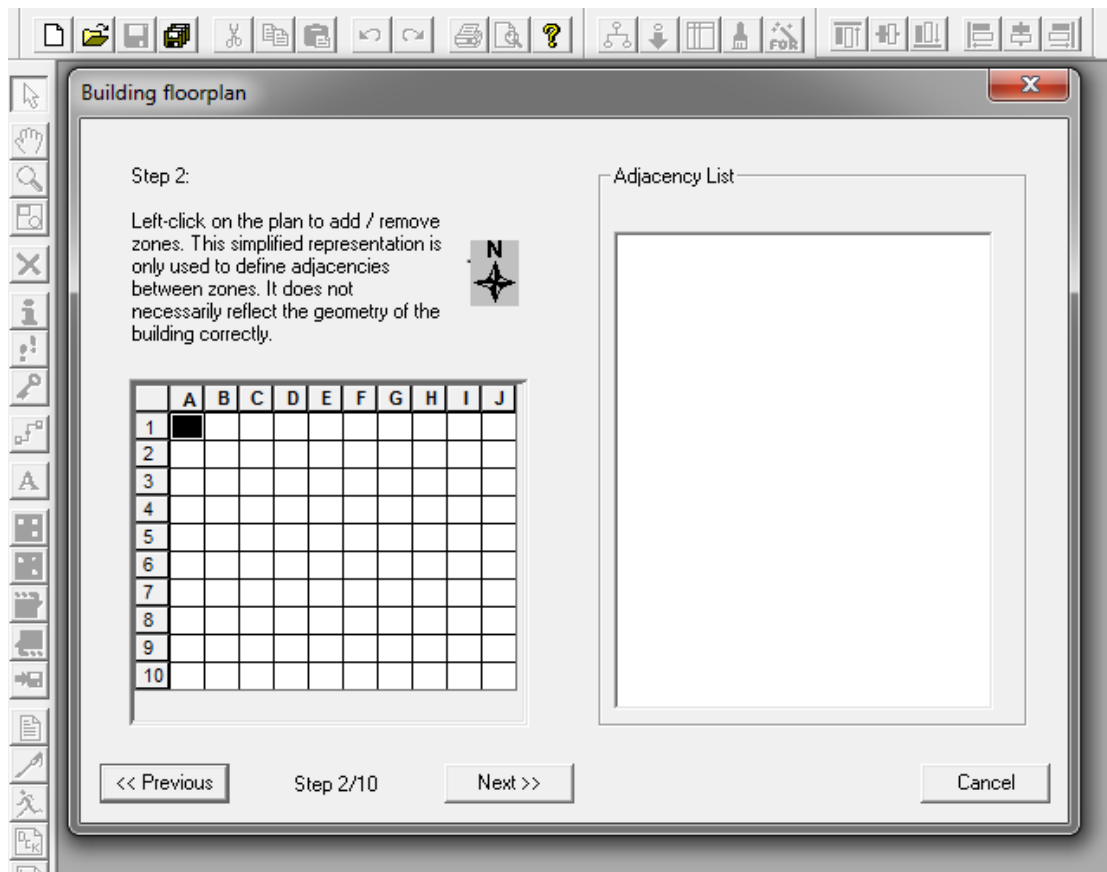 FOR
Building floorplan
X
Step 2:
Left-click on the plan to add / remove
zones. This simplified representation is
only used to define adjacencies
between zones. It does not
necessarily reflect the geometry of the
building correctly.
N
Adjacency List
A B C D E F G H I J
1
2
3
4
5
6
7
8
9
10
<< Previous
Step 2/10
Next >>
Cancel
A
DCK